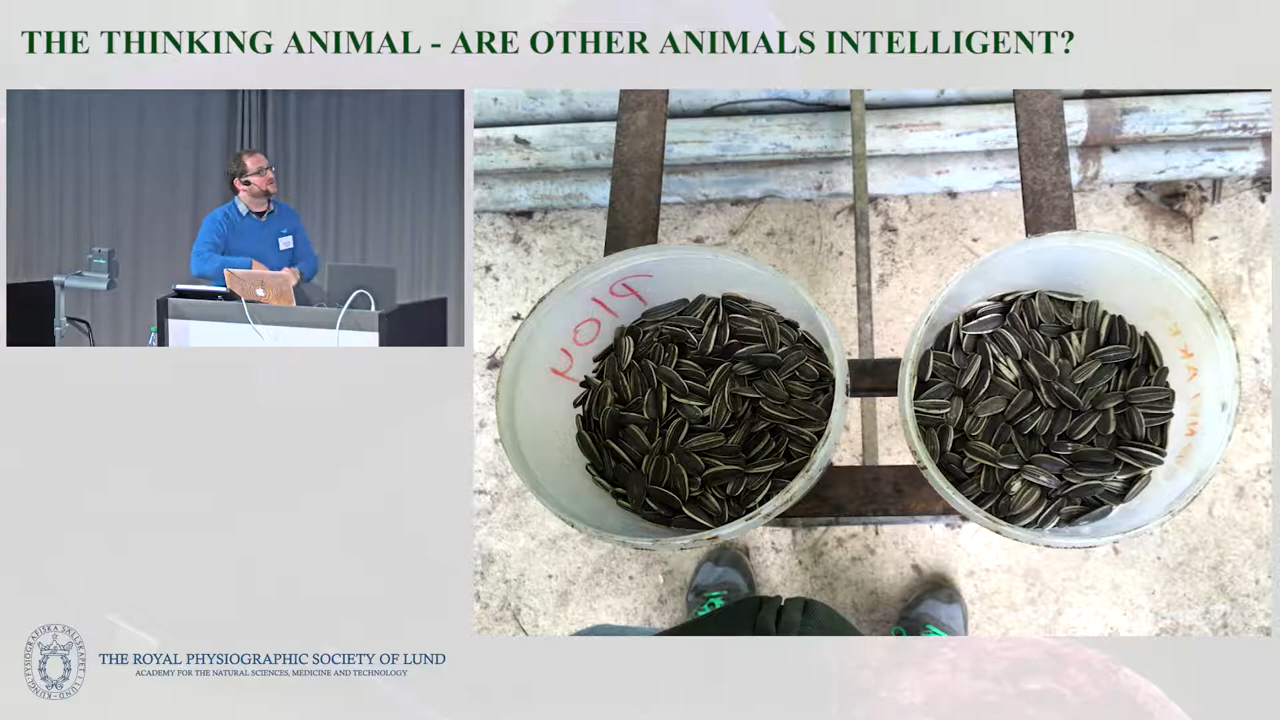 THE THINKING ANIMAL - ARE OTHER ANIMALS INTELLIGENT?
THE ROYAL PHYSIOGRAPHIC SOCIETY OF LUND
ACADEMY FOR THE NATURAL SCIENCES, MEDICINE AND TECHNOLOGY